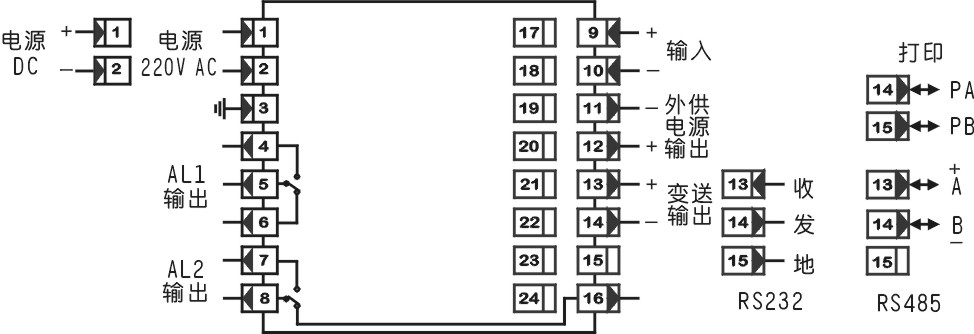 电源 + 1
DC − 2
电源 1
220V AC 2
3
4
AL1 5
输出
6
7
AL2
输出 8
17 9 + 输入
18 10 −
19 11 − 外供
电源
20 12 + 输出
21 13 + 变送
22 14 − 输出
23 15
24 16
13 收
14 发
15 地
RS232
打印
14 PA
15 PB
+
13 A
14 B
−
15
RS485